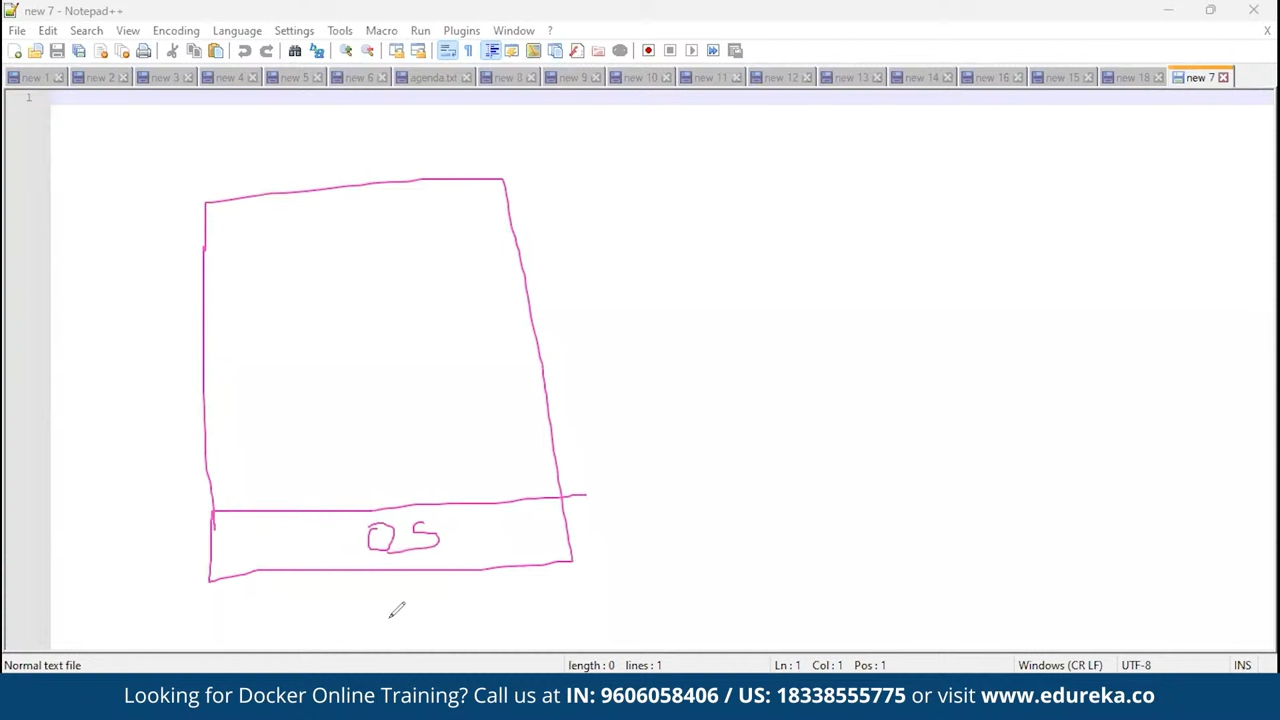 new 7 - Notepad++
File Edit Search View Encoding Language Settings Tools Macro Run Plugins Window ? X
new 1 new 2 new 3 new 4 new 5 new 6 agenda.txt new 8 new 9 new 10 new 11 new 12 new 13 new 14 new 16 new 15 new 18 new 7
1
OS
Normal text file length : 0 lines : 1 Ln : 1 Col : 1 Pos : 1 Windows (CR LF) UTF-8 INS
Looking for Docker Online Training? Call us at IN: 9606058406 / US: 18338555775 or visit www.edureka.co